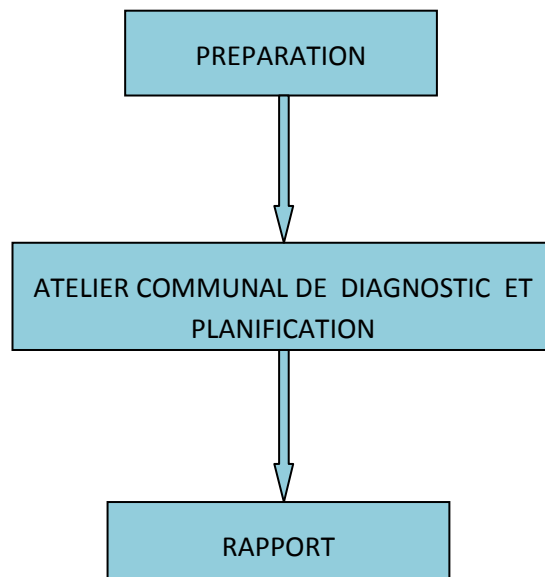 PREPARATION
ATELIER COMMUNAL DE DIAGNOSTIC ET
PLANIFICATION
RAPPORT